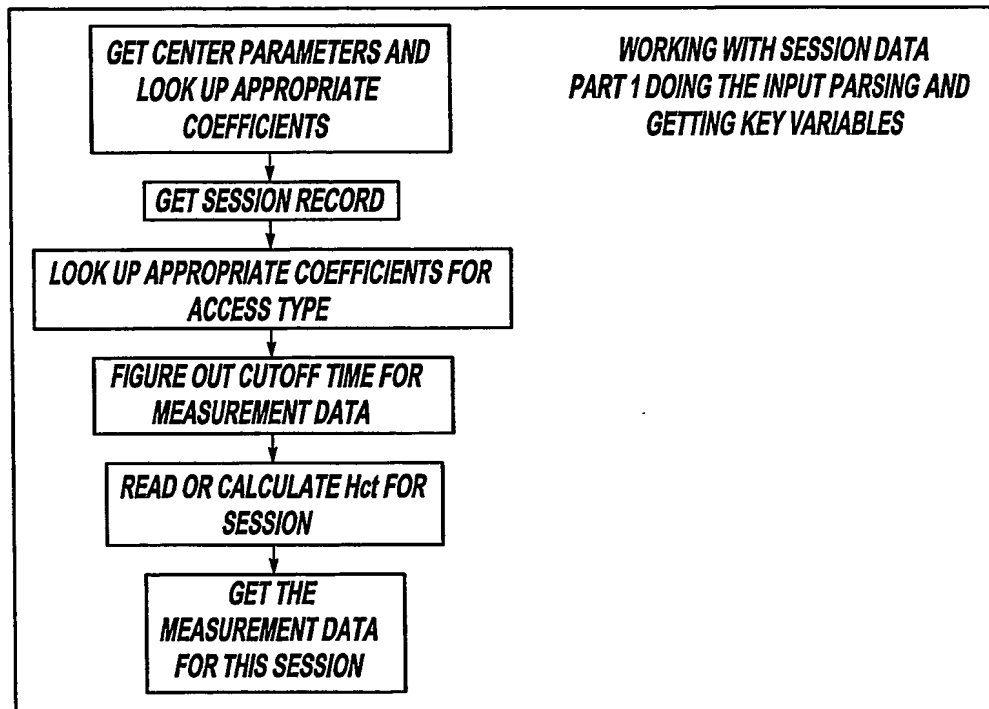 GET CENTER PARAMETERS AND
LOOK UP APPROPRIATE
COEFFICIENTS
WORKING WITH SESSION DATA
PART 1 DOING THE INPUT PARSING AND
GETTING KEY VARIABLES
GET SESSION RECORD
LOOK UP APPROPRIATE COEFFICIENTS FOR
ACCESS TYPE
FIGURE OUT CUTOFF TIME FOR
MEASUREMENT DATA
READ OR CALCULATE Hct FOR
SESSION
GET THE
MEASUREMENT DATA
FOR THIS SESSION